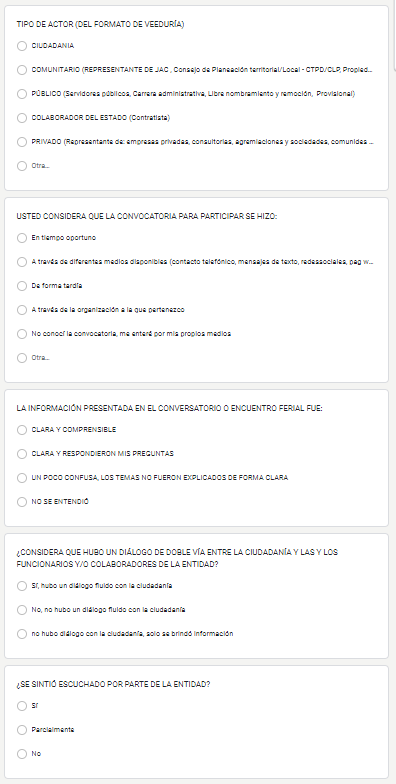 TIPO DE ACTOR (DEL FORMATO DE VEEDURÍA)
CIUDADANIA
COMUNITARIO (REPRESENTANTE DE JAC , Consejo de Planeación territorial/Local - CTPD/CLP, Propied...
PÚBLICO (Servidores públicos, Carrera administrativa, Libre nombramiento y remoción, Provisional)
COLABORADOR DEL ESTADO (Contratista)
PRIVADO (Representante de: empresas privadas, consultorías, agremiaciones y sociedades, comunidas ...
Otra...
USTED CONSIDERA QUE LA CONVOCATORIA PARA PARTICIPAR SE HIZO:
En tiempo oportuno
A través de diferentes medios disponibles (contacto telefónico, mensajes de texto, redessociales, pag w...
De forma tardía
A través de la organización a la que pertenezco
No conocí la convocatoria, me enteré por mis propios medios
Otra...
LA INFORMACIÓN PRESENTADA EN EL CONVERSATORIO O ENCUENTRO FERIAL FUE:
CLARA Y COMPRENSIBLE
CLARA Y RESPONDIERON MIS PREGUNTAS
UN POCO CONFUSA, LOS TEMAS NO FUERON EXPLICADOS DE FORMA CLARA
NO SE ENTENDIÓ
¿CONSIDERA QUE HUBO UN DIÁLOGO DE DOBLE VÍA ENTRE LA CIUDADANÍA Y LAS Y LOS
FUNCIONARIOS Y/O COLABORADORES DE LA ENTIDAD?
Sí, hubo un diálogo fluido con la ciudadanía
No, no hubo un diálogo fluido con la ciudadanía
no hubo diálogo con la ciudadanía, solo se brindó información
¿SE SINTIÓ ESCUCHADO POR PARTE DE LA ENTIDAD?
Sí
Parcialmente
No